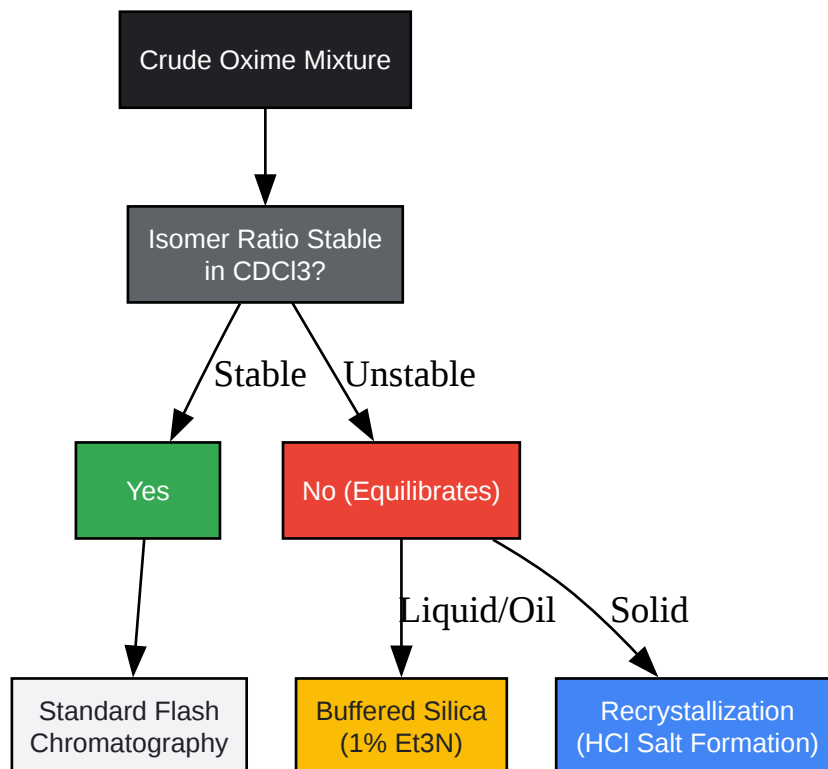 Crude Oxime Mixture
Isomer Ratio Stable
in CDCl3?
Stable
Unstable
Yes
No (Equilibrates)
Liquid/Oil
Solid
Standard Flash
Chromatography
Buffered Silica
(1% Et3N)
Recrystallization
(HCl Salt Formation)